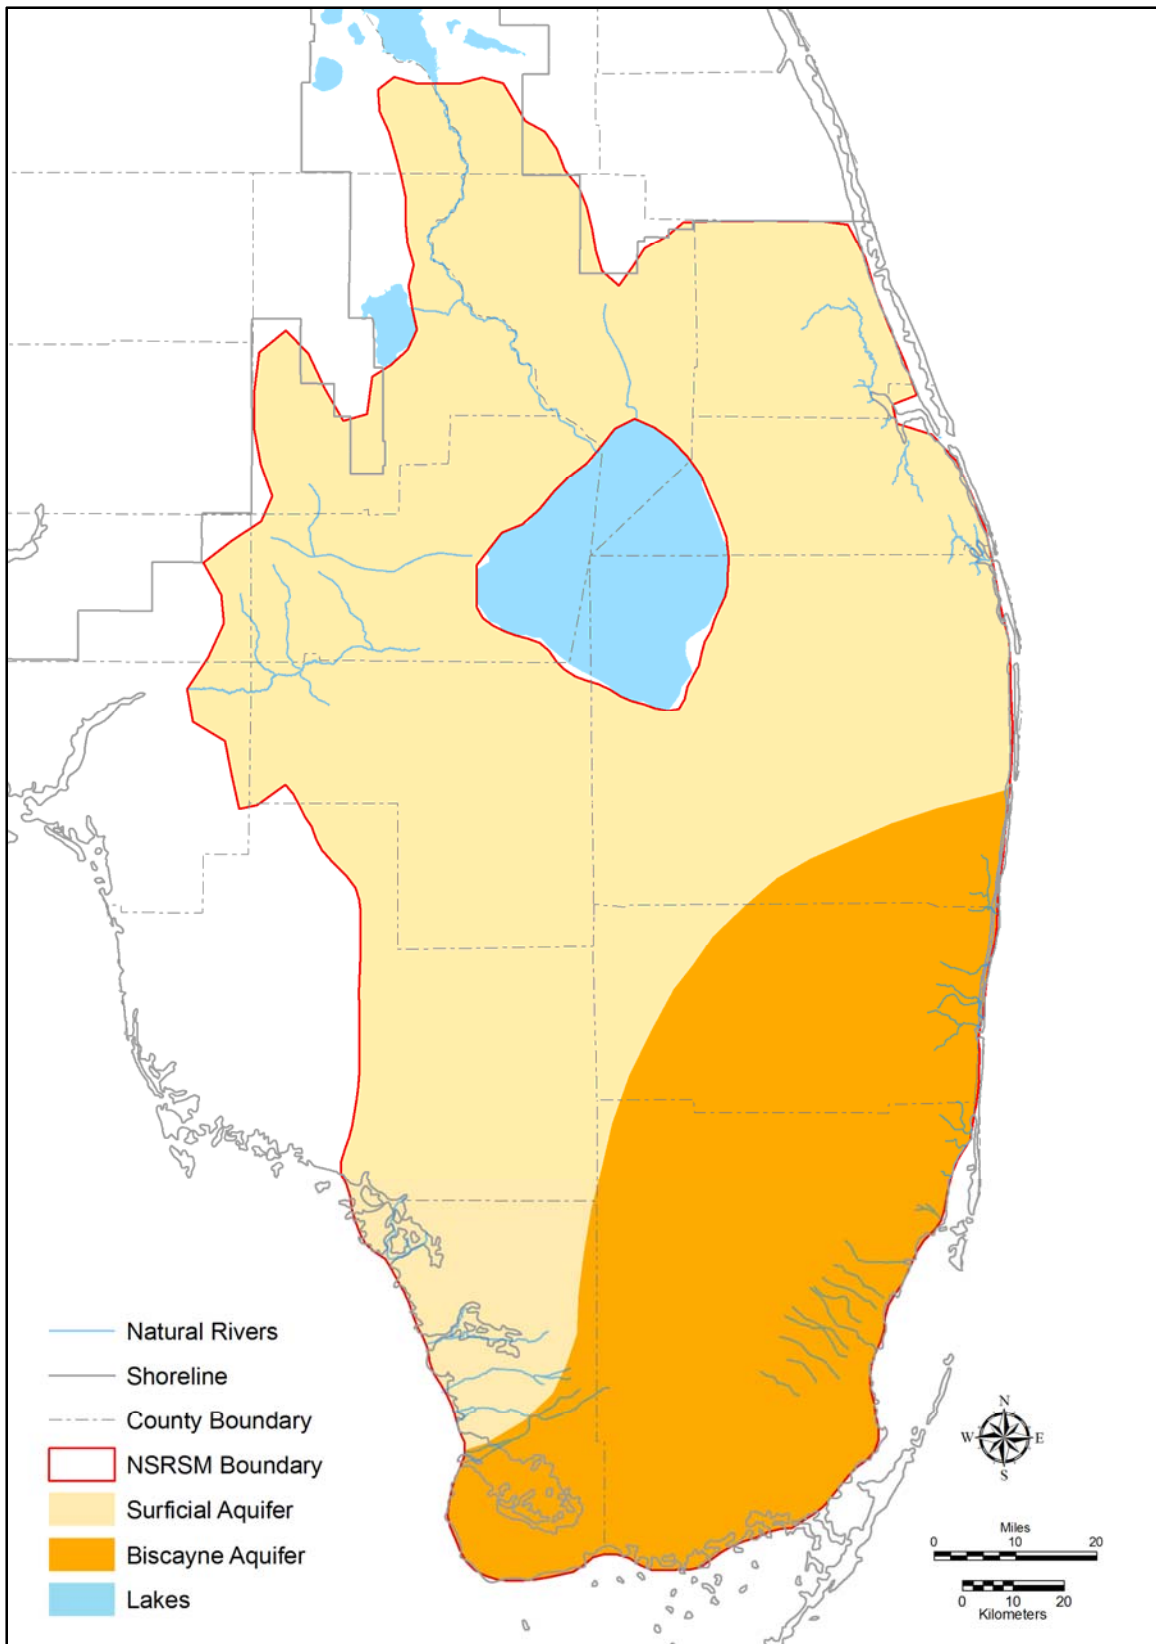 Natural Rivers
Shoreline
County Boundary
NSRSM Boundary
Surficial Aquifer
Biscayne Aquifer
Lakes
N
W E
S
Miles
0 10 20
0 10 20
Kilometers